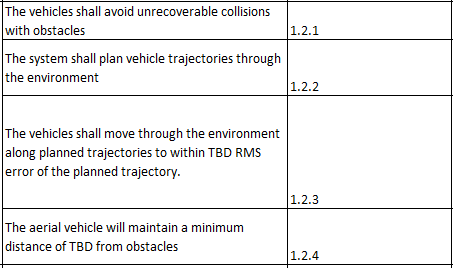 The vehicles shall avoid unrecoverable collisions
with obstacles
1.2.1
The system shall plan vehicle trajectories through
the environment
1.2.2
The vehicles shall move through the environment
along planned trajectories to within TBD RMS
error of the planned trajectory.
1.2.3
The aerial vehicle will maintain a minimum
distance of TBD from obstacles
1.2.4